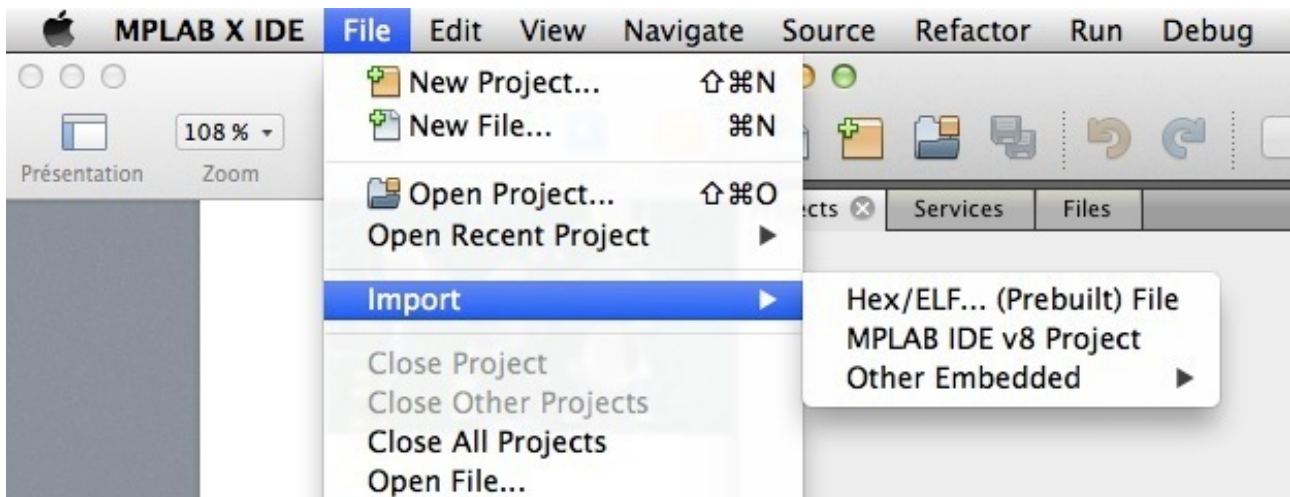 MPLAB X IDE File Edit View Navigate Source Refactor Run Debug
New Project... ⇧⌘N
New File... ⌘N
108 %
Présentation Zoom
Open Project... ⇧⌘O
Services Files
Open Recent Project
Import
Hex/ELF... (Prebuilt) File
MPLAB IDE v8 Project
Other Embedded
Close Project
Close Other Projects
Close All Projects
Open File...